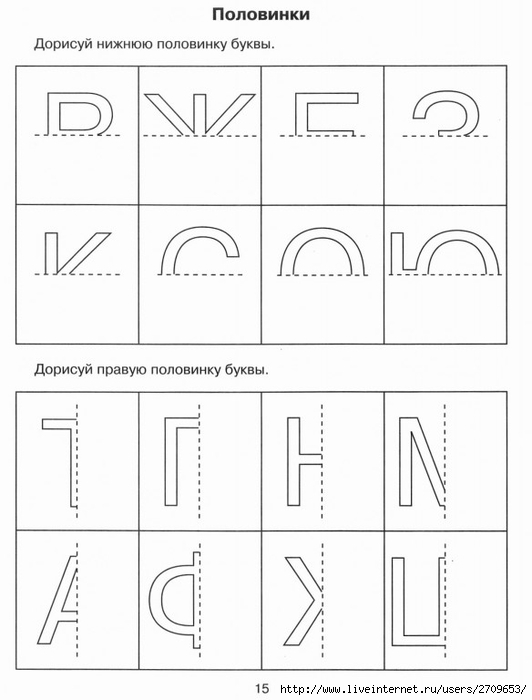 Половинки
Дорисуй нижнюю половинку буквы.
Дорисуй правую половинку буквы.
15 http://www.liveinternet.ru/users/2709653/